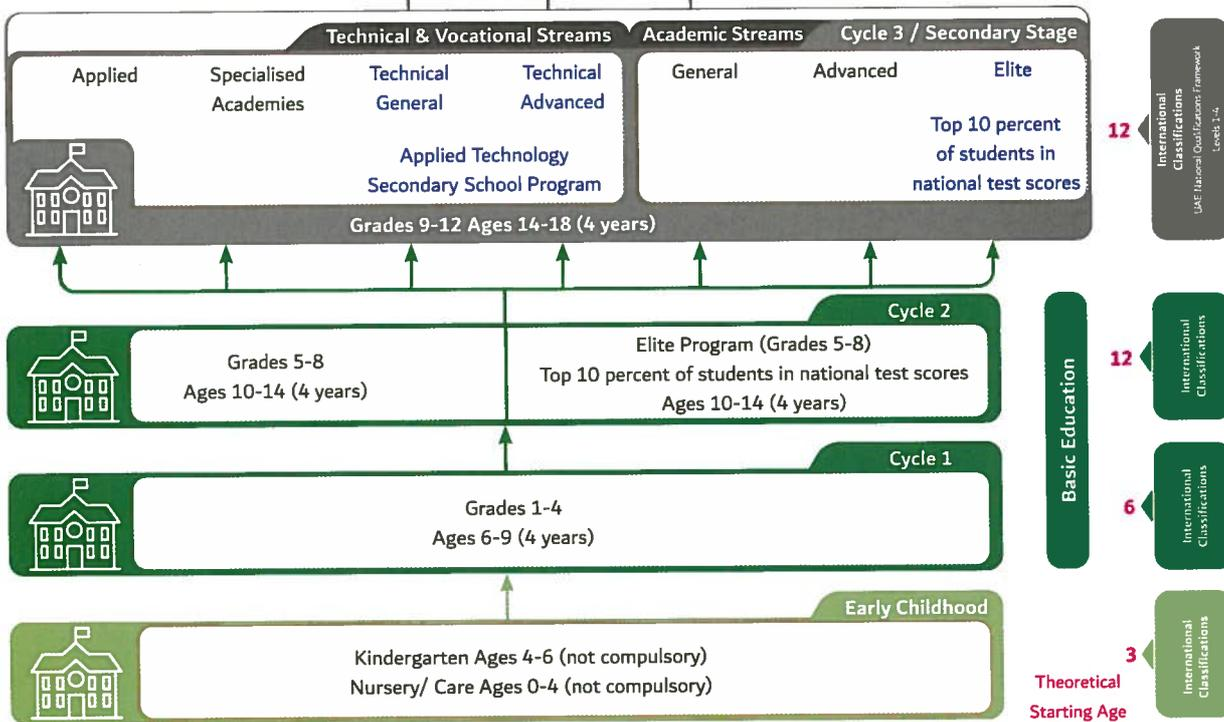 Technical & Vocational Streams
Academic Streams
Cycle 3 / Secondary Stage
Applied
Specialised
Academies
Technical
General
Technical
Advanced
Applied Technology
Secondary School Program
General
Advanced
Elite
Top 10 percent
of students in
national test scores
Grades 9-12 Ages 14-18 (4 years)
12
International
Classifications
UAE National Qualifications Framework
Levels 1-4
Cycle 2
Grades 5-8
Ages 10-14 (4 years)
Elite Program (Grades 5-8)
Top 10 percent of students in national test scores
Ages 10-14 (4 years)
Basic Education
12
International
Classifications
Cycle 1
Grades 1-4
Ages 6-9 (4 years)
6
International
Classifications
Early Childhood
Kindergarten Ages 4-6 (not compulsory)
Nursery/ Care Ages 0-4 (not compulsory)
3
Theoretical
Starting Age
International
Classifications